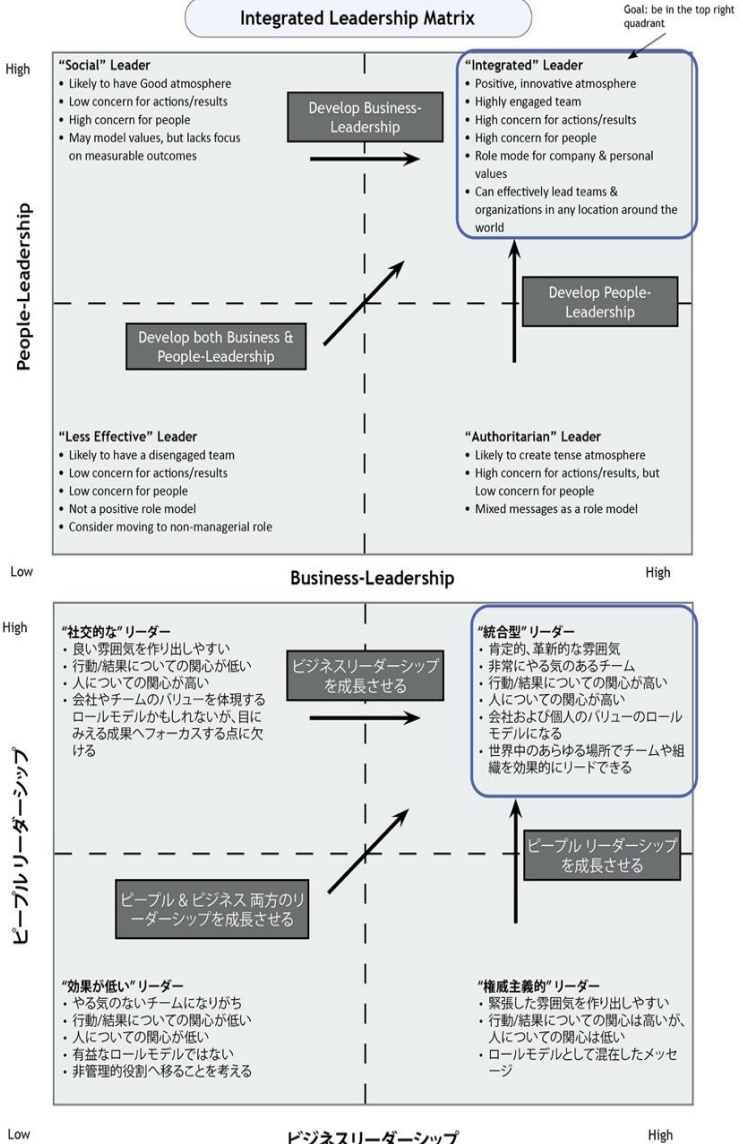 Integrated Leadership Matrix
Goal: be in the top right
quadrant
High
"Social" Leader
• Likely to have Good atmosphere
• Low concern for actions/results
• High concern for people
• May model values, but lacks focus
on measurable outcomes
Develop Business-
Leadership
"Integrated" Leader
• Positive, innovative atmosphere
• Highly engaged team
• High concern for actions/results
• High concern for people
• Role mode for company & personal
values
• Can effectively lead teams &
organizations in any location around the
world
People-Leadership
Develop both Business &
People-Leadership
Develop People-
Leadership
"Less Effective" Leader
• Likely to have a disengaged team
• Low concern for actions/results
• Low concern for people
• Not a positive role model
• Consider moving to non-managerial role
"Authoritarian" Leader
• Likely to create tense atmosphere
• High concern for actions/results, but
Low concern for people
• Mixed messages as a role model
Low
Business-Leadership
High
High
"社交的な" リーダー
・良い雰囲気を作り出しやすい
・行動/結果についての関心が低い
・人についての関心が高い
・会社やチームのバリューを体現する
ロールモデルかもしれないが、目に
みえる成果へフォーカスする点に欠
ける
ビジネスリーダーシップ
を成長させる
"統合型" リーダー
・肯定的、革新的な雰囲気
・非常にやる気のあるチーム
・行動/結果についての関心が高い
・人についての関心が高い
・会社および個人のバリューのロール
モデルになる
・世界中のあらゆる場所でチームや組
織を効果的にリードできる
ピープル リーダーシップ
ピープル & ビジネス 両方のリ
ーダーシップを成長させる
ピープル リーダーシップ
を成長させる
"効果が低い" リーダー
・やる気のないチームになりがち
・行動/結果についての関心が低い
・人についての関心が低い
・有益なロールモデルではない
・非管理的役割へ移ることを考える
"権威主義的" リーダー
・緊張した雰囲気を作り出しやすい
・行動/結果についての関心は高いが、
人についての関心は低い
・ロールモデルとして混在したメッセ
ージ
Low
ビジネスリーダーシップ
High